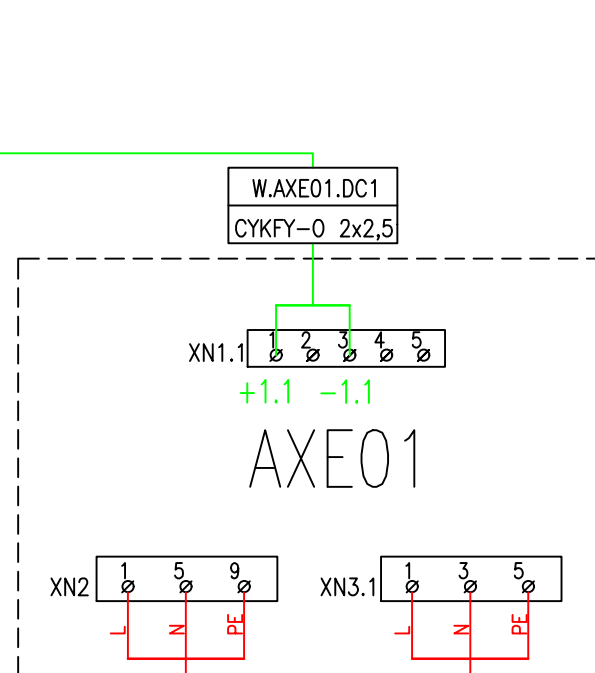 W.AXE01.DC1
CYKFY-O 2x2,5
XN1.1 1 2 3 4 5
+1.1 -1.1
AXE01
XN2 1 5 9
XN3.1 1 3 5
L N PE
L N PE